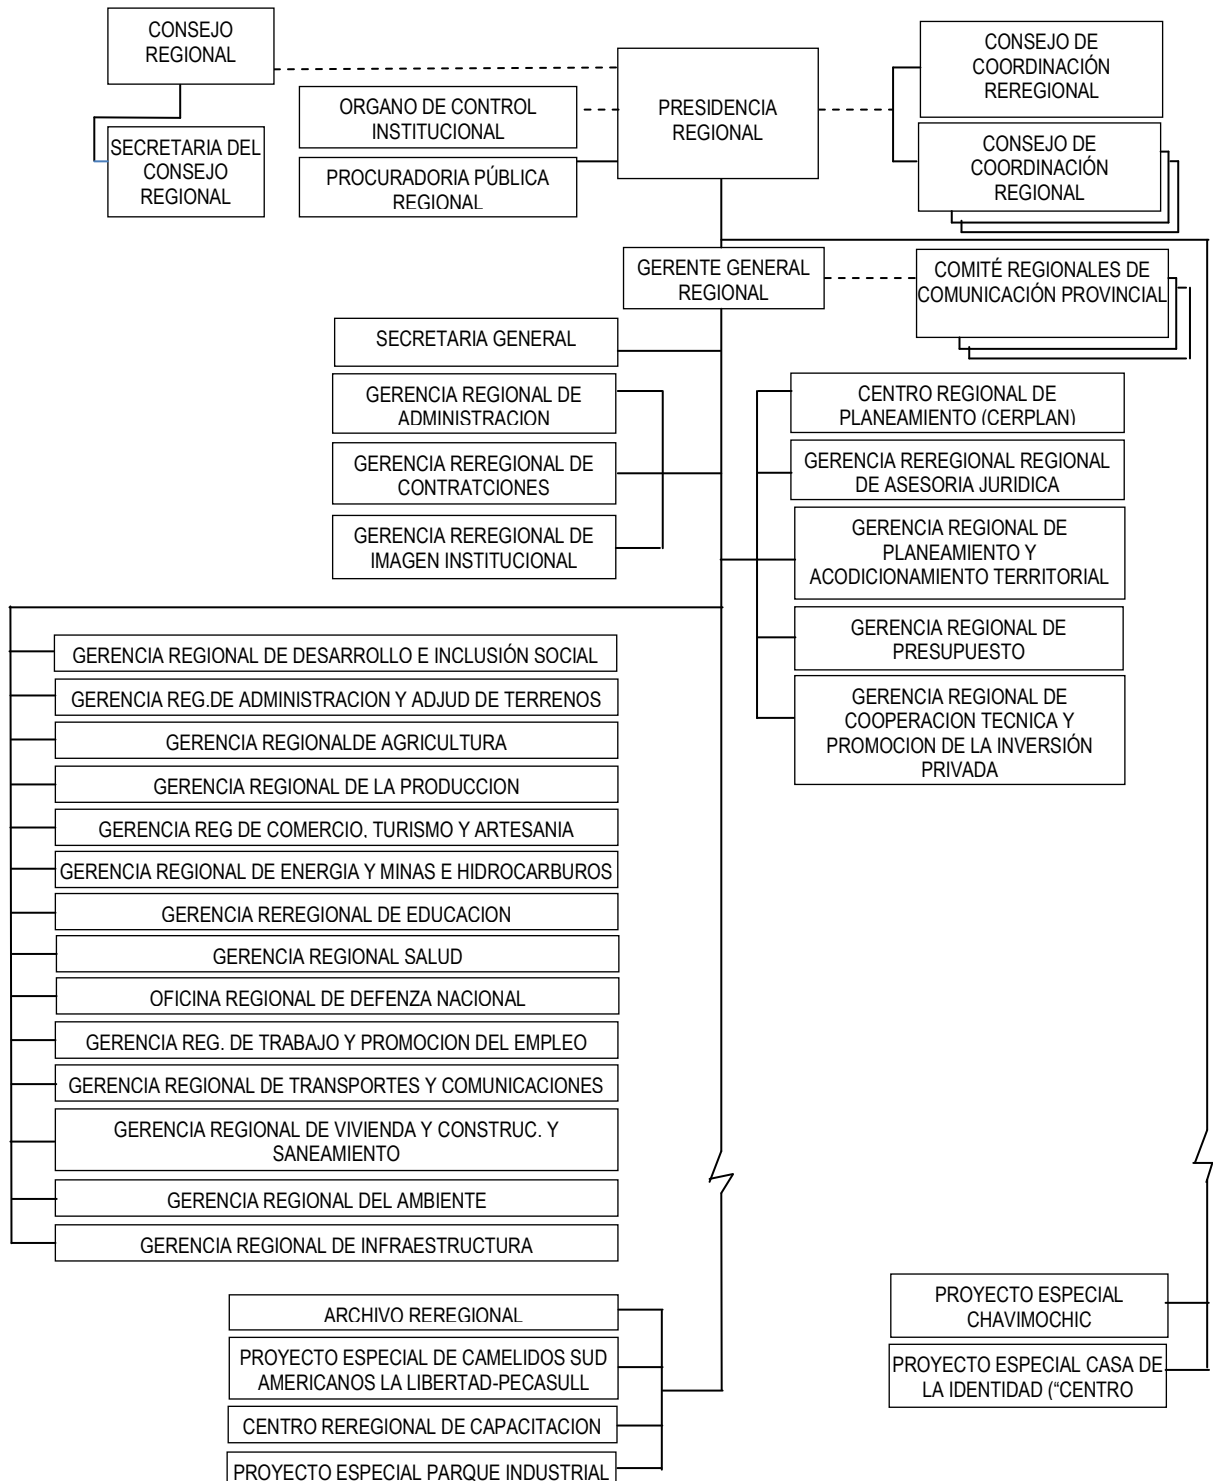 CONSEJO
REGIONAL
SECRETARIA DEL
CONSEJO
REGIONAL
ORGANO DE CONTROL
INSTITUCIONAL
PROCURADORIA PÚBLICA
REGIONAL
PRESIDENCIA
REGIONAL
CONSEJO DE
COORDINACIÓN
REREGIONAL
CONSEJO DE
COORDINACIÓN
REGIONAL
GERENTE GENERAL
REGIONAL
COMITÉ REGIONALES DE
COMUNICACIÓN PROVINCIAL
SECRETARIA GENERAL
GERENCIA REGIONAL DE
ADMINISTRACION
GERENCIA REREGIONAL DE
CONTRATCIONES
GERENCIA REREGIONAL DE
IMAGEN INSTITUCIONAL
CENTRO REGIONAL DE
PLANEAMIENTO (CERPLAN)
GERENCIA REREGIONAL REGIONAL
DE ASESORIA JURIDICA
GERENCIA REGIONAL DE
PLANEAMIENTO Y
ACODICIONAMIENTO TERRITORIAL
GERENCIA REGIONAL DE
PRESUPUESTO
GERENCIA REGIONAL DE
COOPERACION TECNICA Y
PROMOCION DE LA INVERSIÓN
PRIVADA
GERENCIA REGIONAL DE DESARROLLO E INCLUSIÓN SOCIAL
GERENCIA REG.DE ADMINISTRACION Y ADJUD DE TERRENOS
GERENCIA REGIONALDE AGRICULTURA
GERENCIA REGIONAL DE LA PRODUCCION
GERENCIA REG DE COMERCIO, TURISMO Y ARTESANIA
GERENCIA REGIONAL DE ENERGIA Y MINAS E HIDROCARBUROS
GERENCIA REREGIONAL DE EDUCACION
GERENCIA REGIONAL SALUD
OFICINA REGIONAL DE DEFENZA NACIONAL
GERENCIA REG. DE TRABAJO Y PROMOCION DEL EMPLEO
GERENCIA REGIONAL DE TRANSPORTES Y COMUNICACIONES
GERENCIA REGIONAL DE VIVIENDA Y CONSTRUC. Y
SANEAMIENTO
GERENCIA REGIONAL DEL AMBIENTE
GERENCIA REGIONAL DE INFRAESTRUCTURA
ARCHIVO REREGIONAL
PROYECTO ESPECIAL DE CAMELIDOS SUD
AMERICANOS LA LIBERTAD-PECASULL
CENTRO REREGIONAL DE CAPACITACION
PROYECTO ESPECIAL PARQUE INDUSTRIAL
PROYECTO ESPECIAL
CHAVIMOCHIC
PROYECTO ESPECIAL CASA DE
LA IDENTIDAD (“CENTRO